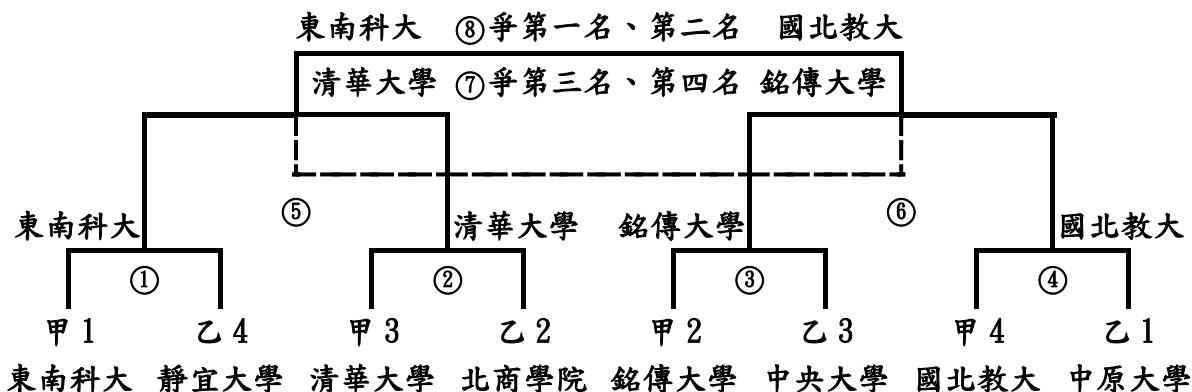 東南科大 ⑧爭第一名、第二名 國北教大
清華大學 ⑦爭第三名、第四名 銘傳大學
⑤ ⑥
東南科大 清華大學 銘傳大學 國北教大
① ② ③ ④
甲1 乙4 甲3 乙2 甲2 乙3 甲4 乙1
東南科大 靜宜大學 清華大學 北商學院 銘傳大學 中央大學 國北教大 中原大學